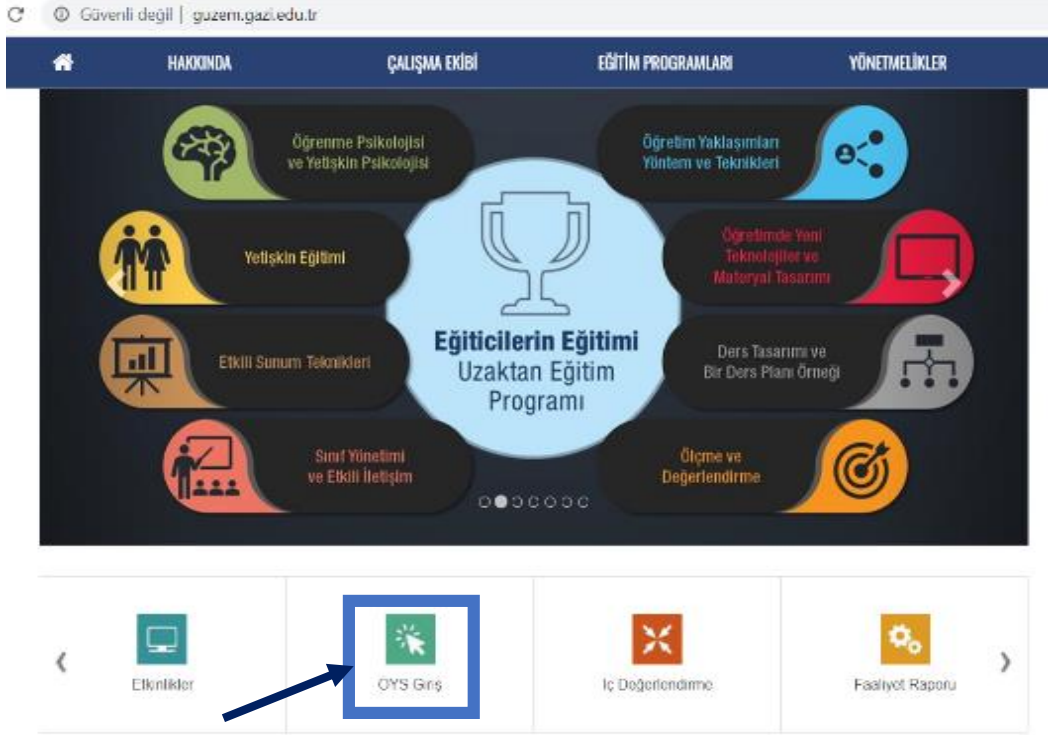 Güvenli değil | guzem.gazi.edu.tr
HAKKINDA
ÇALIŞMA EKİBİ
EĞİTİM PROGRAMLARI
YÖNETMELİKLER
Öğrenme Psikolojisi
ve Yetişkin Psikolojisi
Öğretim Yaklaşımları
Yöntem ve Teknikleri
Yetişkin Eğitimi
Öğretimde Yeni
Teknolojiler ve
Materyal Tasarımı
Eğiticilerin Eğitimi
Uzaktan Eğitim
Programı
Etkili Sunum Teknikleri
Ders Tasarımı ve
Bir Ders Planı Örneği
Sınıf Yönetimi
ve Etkili İletişim
Ölçme ve
Değerlendirme
Etkinlikler
OYS Giriş
İç Değerlendirme
Faaliyet Raporu